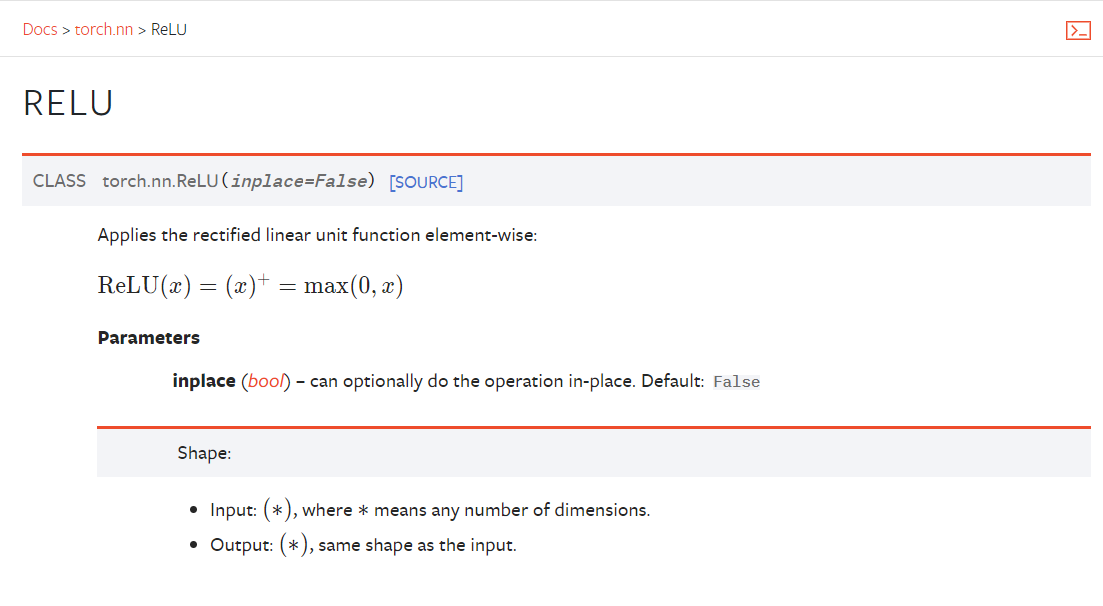 Docs > torch.nn > ReLU
>_
RELU
CLASS torch.nn.ReLU(inplace=False) [SOURCE]
Applies the rectified linear unit function element-wise:
ReLU(x) = (x)⁺ = max(0, x)
Parameters
inplace (bool) – can optionally do the operation in-place. Default: False
Shape:
• Input: (∗), where ∗ means any number of dimensions.
• Output: (∗), same shape as the input.